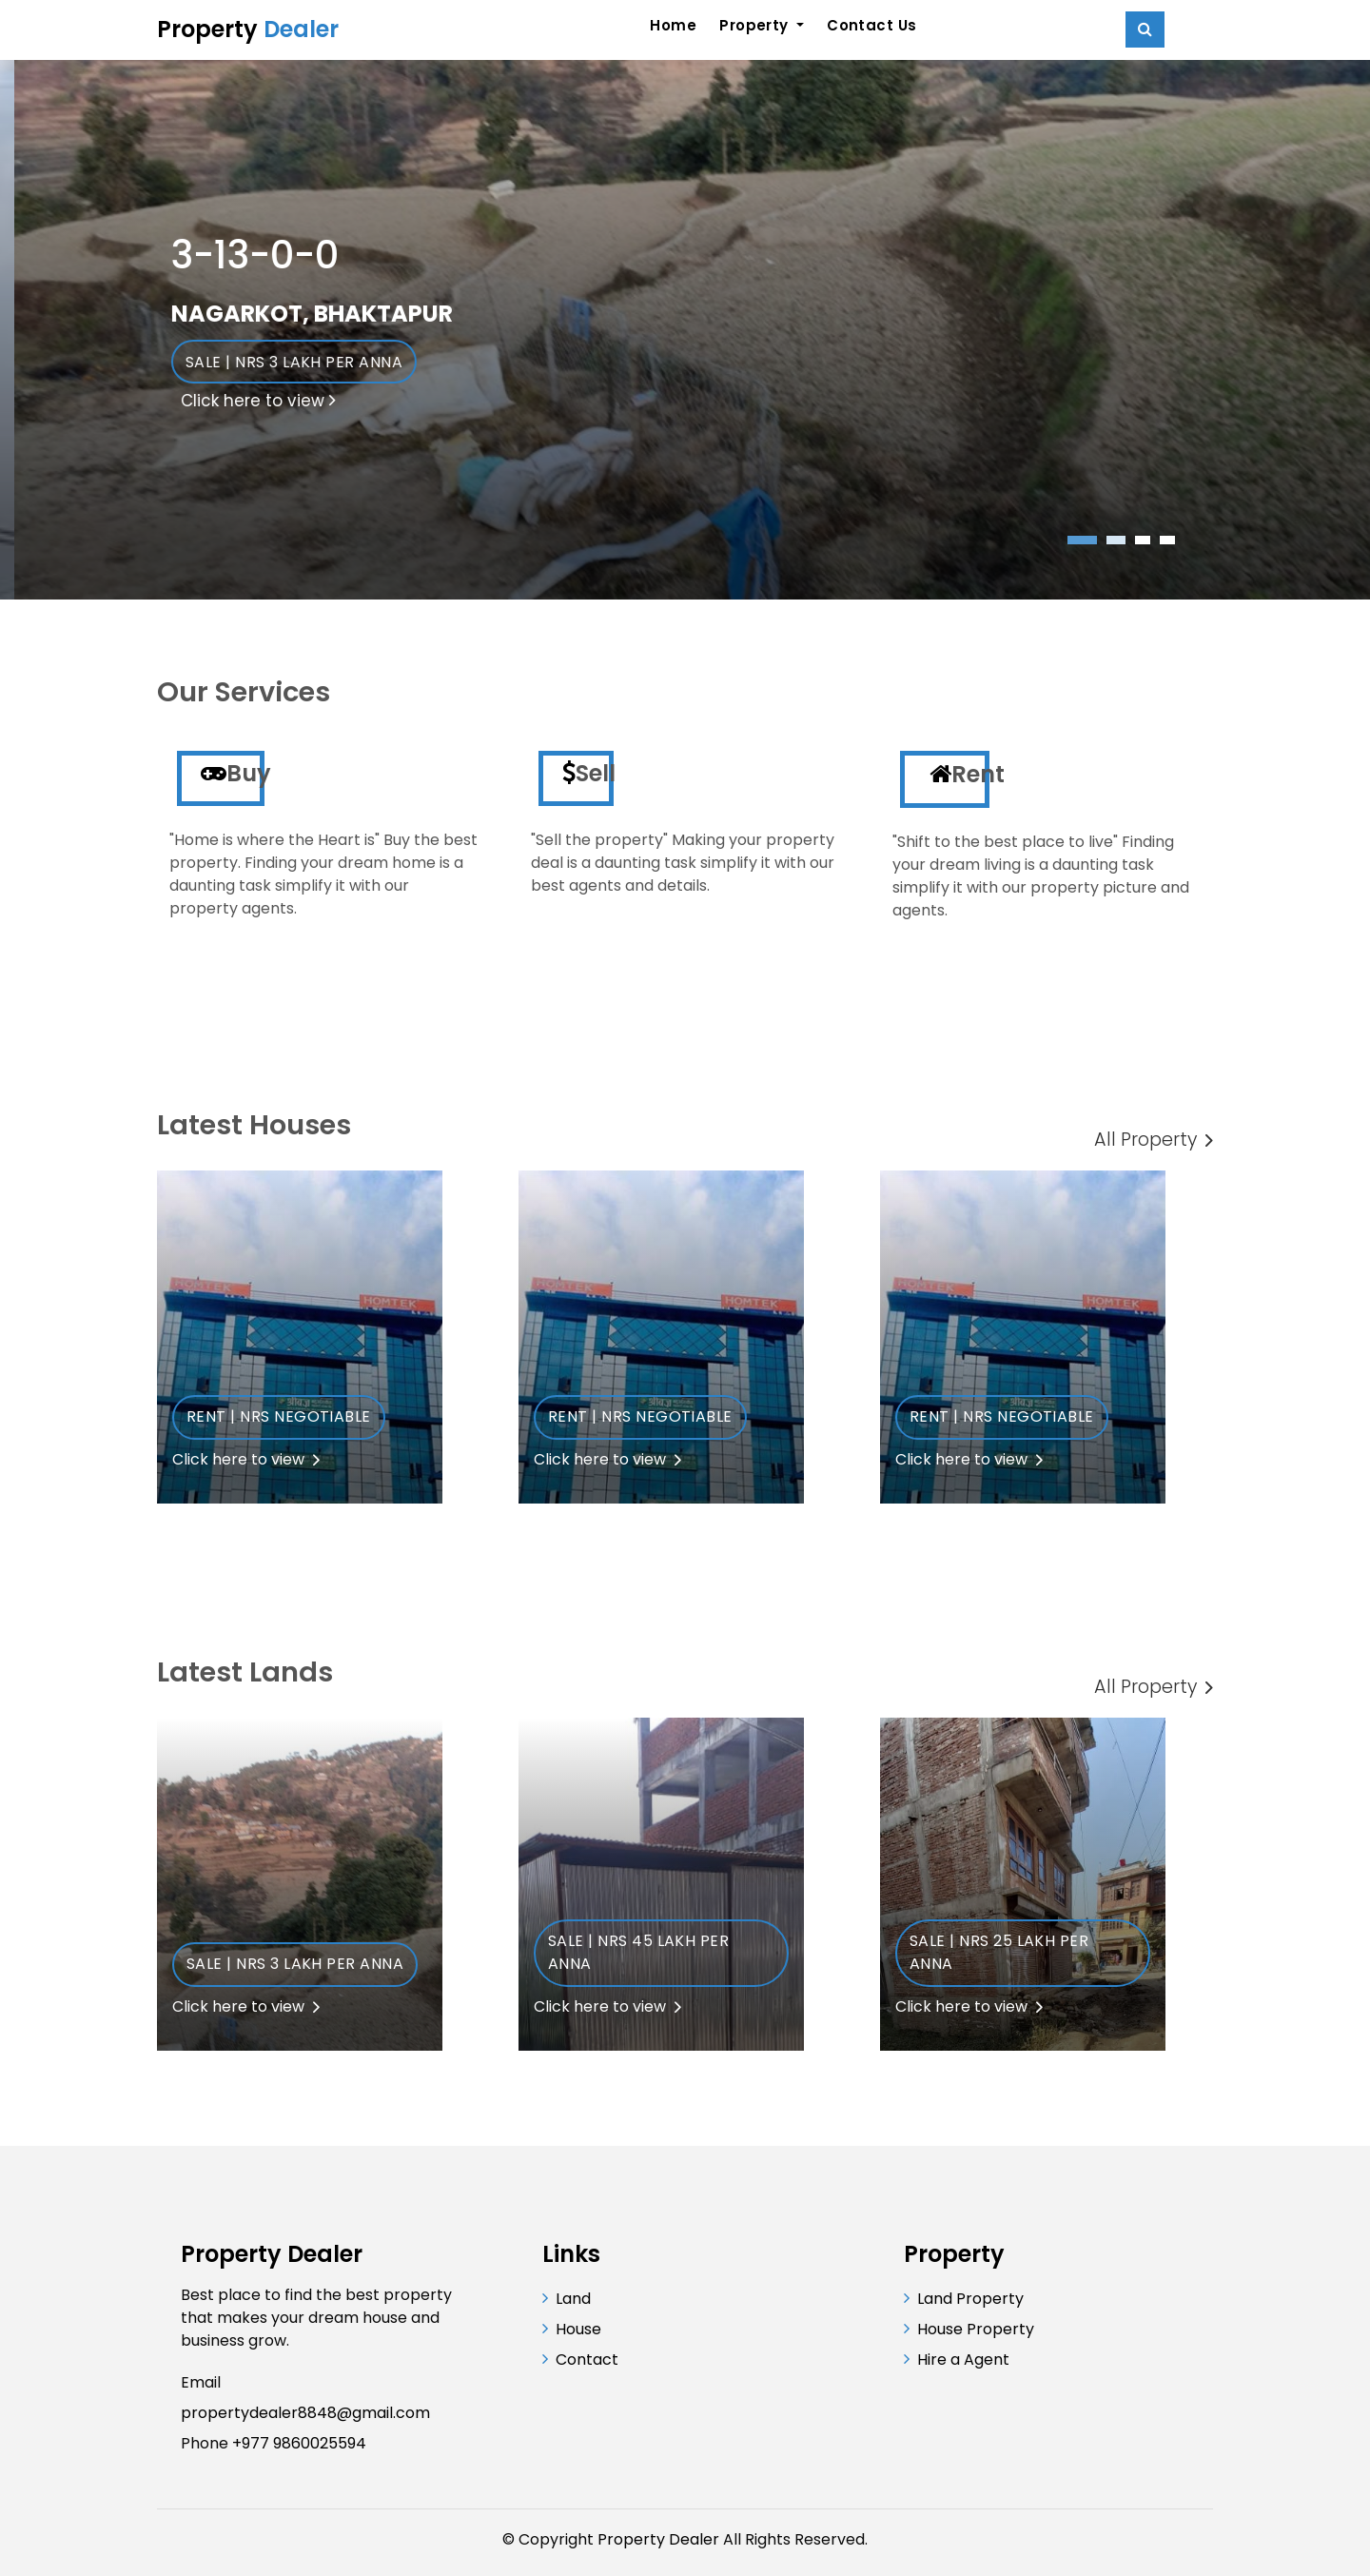 Property Dealer
Home Property Contact Us
3-13-0-0
NAGARKOT, BHAKTAPUR
SALE | NRS 3 LAKH PER ANNA
Click here to view
Our Services
Buy
"Home is where the Heart is" Buy the best
property. Finding your dream home is a
daunting task simplify it with our
property agents.
Sell
"Sell the property" Making your property
deal is a daunting task simplify it with our
best agents and details.
Rent
"Shift to the best place to live" Finding
your dream living is a daunting task
simplify it with our property picture and
agents.
Latest Houses
All Property
HOMTEK
HOMTEK
RENT | NRS NEGOTIABLE
Click here to view
HOMTEK
HOMTEK
RENT | NRS NEGOTIABLE
Click here to view
HOMTEK
HOMTEK
RENT | NRS NEGOTIABLE
Click here to view
Latest Lands
All Property
SALE | NRS 3 LAKH PER ANNA
Click here to view
SALE | NRS 45 LAKH PER
ANNA
Click here to view
SALE | NRS 25 LAKH PER
ANNA
Click here to view
Property Dealer
Best place to find the best property
that makes your dream house and
business grow.
Email
propertydealer8848@gmail.com
Phone +977 9860025594
Links
Land
House
Contact
Property
Land Property
House Property
Hire a Agent
© Copyright Property Dealer All Rights Reserved.